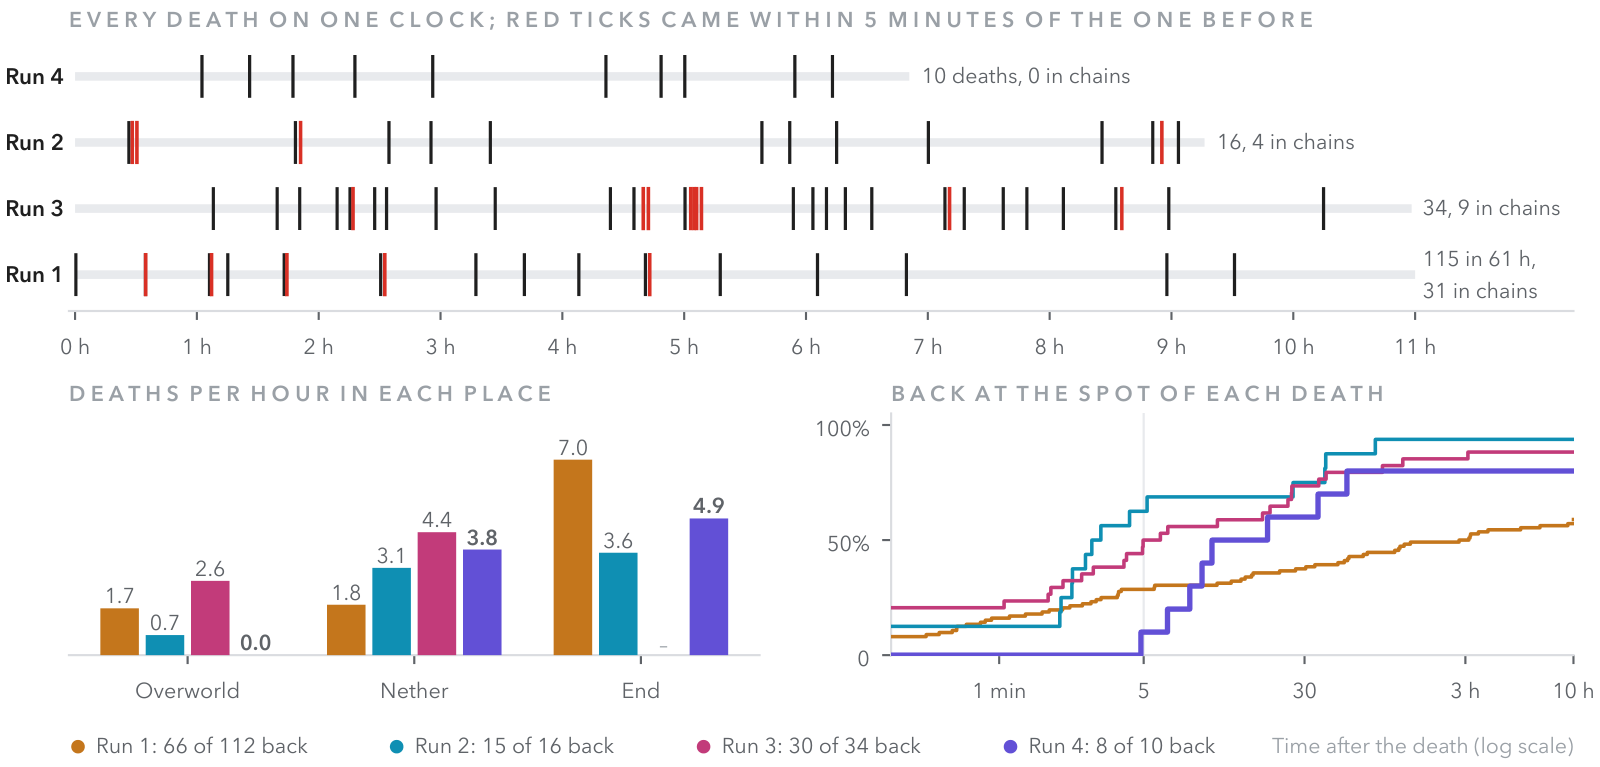 EVERY DEATH ON ONE CLOCK; RED TICKS CAME WITHIN 5 MINUTES OF THE ONE BEFORE
Run 4
10 deaths, 0 in chains
Run 2
16, 4 in chains
Run 3
34, 9 in chains
Run 1
115 in 61 h,
31 in chains
0 h 1 h 2 h 3 h 4 h 5 h 6 h 7 h 8 h 9 h 10 h 11 h
DEATHS PER HOUR IN EACH PLACE
1.7 0.7 2.6 0.0
1.8 3.1 4.4 3.8
7.0 3.6 – 4.9
Overworld Nether End
BACK AT THE SPOT OF EACH DEATH
100%
50%
0
1 min 5 30 3 h 10 h
Run 1: 66 of 112 back Run 2: 15 of 16 back Run 3: 30 of 34 back Run 4: 8 of 10 back Time after the death (log scale)